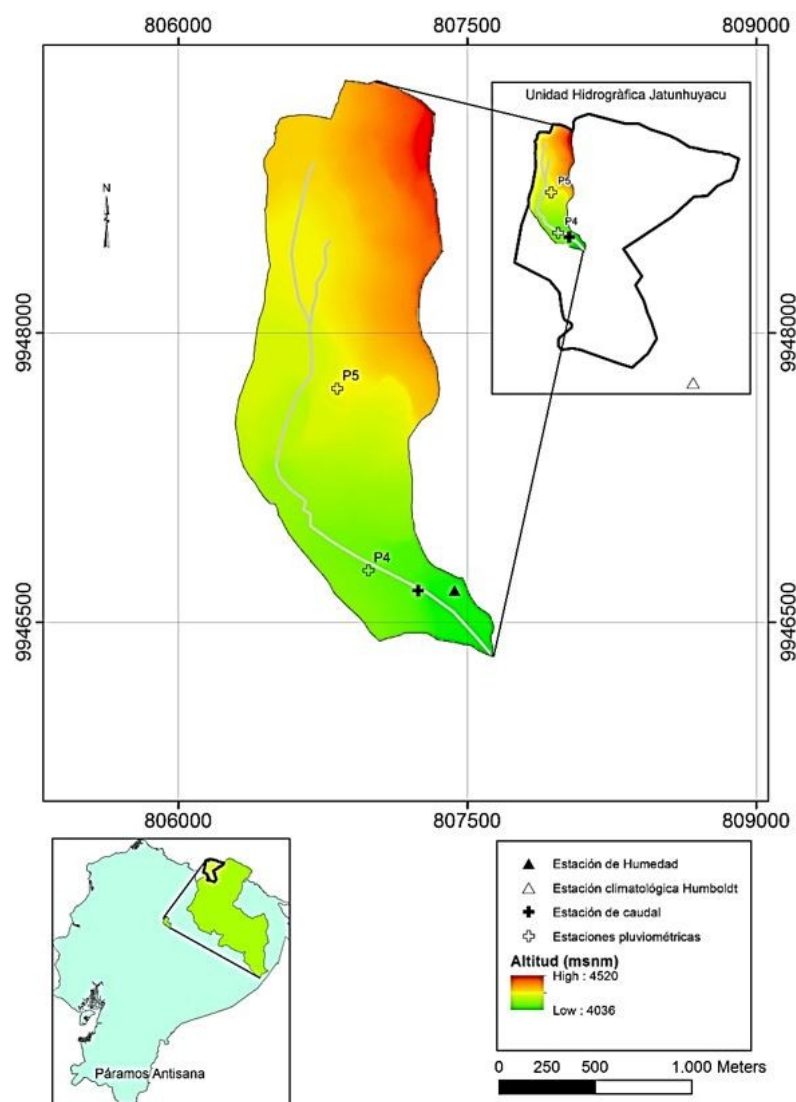 806000
807500
809000
Unidad Hidrogràfica Jatunhuyacu
N
P5
P4
9948000
9948000
P5
P4
9946500
9946500
806000
807500
809000
Estación de Humedad
Estación climatológica Humboldt
Estación de caudal
Estaciones pluviométricas
Altitud (msnm)
High : 4520
Low : 4036
Páramos Antisana
0 250 500 1.000 Meters